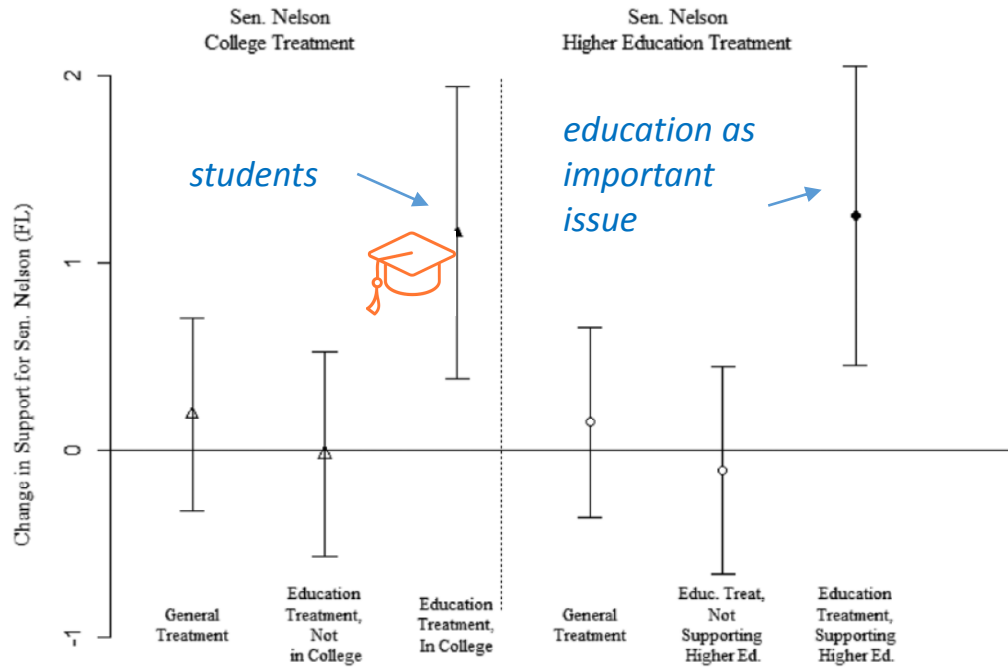 Sen. Nelson
College Treatment
Sen. Nelson
Higher Education Treatment
Change in Support for Sen. Nelson (FL)
2
1
0
-1
students
education as
important
issue
General
Treatment
Education
Treatment,
Not
in College
Education
Treatment,
In College
General
Treatment
Educ. Treat,
Not
Supporting
Higher Ed.
Education
Treatment,
Supporting
Higher Ed.